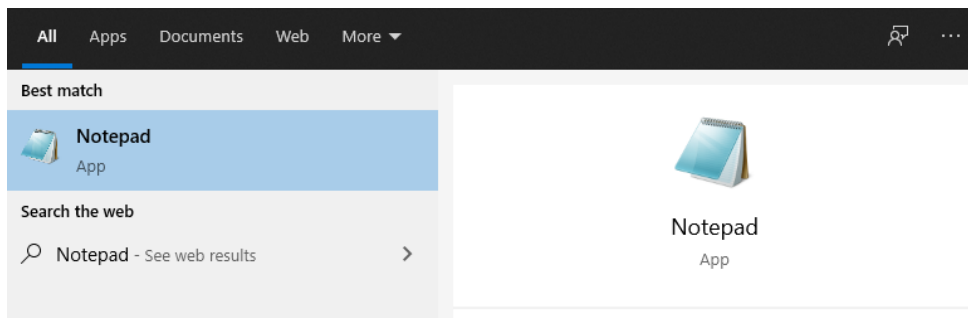 All Apps Documents Web More
Best match
Notepad
App
Search the web
Notepad - See web results
Notepad
App